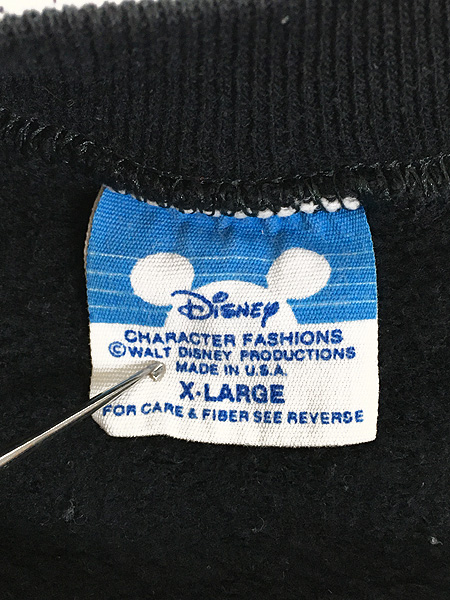 Disney
CHARACTER FASHIONS
©WALT DISNEY PRODUCTIONS
MADE IN U.S.A.
X-LARGE
FOR CARE & FIBER SEE REVERSE